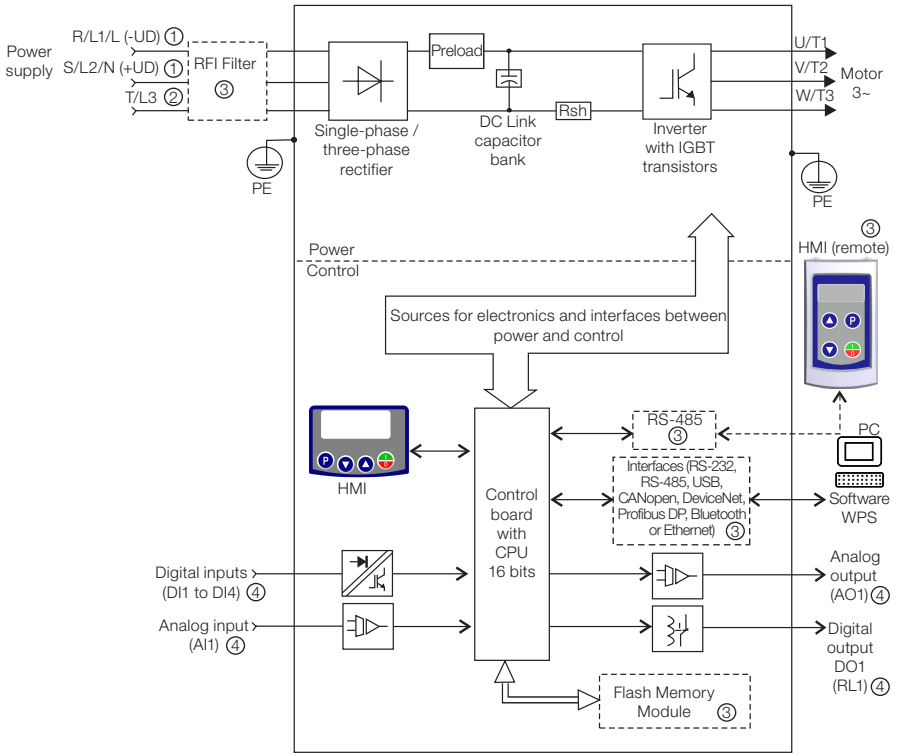 R/L1/L (-UD) ①
Power
supply
S/L2/N (+UD) ①
T/L3 ②
RFI Filter
③
PE
Single-phase /
three-phase
rectifier
Preload
DC Link
capacitor
bank
Rsh
Inverter
with IGBT
transistors
U/T1
V/T2
W/T3
Motor
3~
PE
Power
Control
Sources for electronics and interfaces between
power and control
③
HMI (remote)
P
I
0
P
I
0
HMI
Control
board
with
CPU
16 bits
RS-485
③
Interfaces (RS-232,
RS-485, USB,
CANopen, DeviceNet,
Profibus DP, Bluetooth
or Ethernet) ③
PC
Software
WPS
Digital inputs
(DI1 to DI4) ④
Analog input
(AI1) ④
Analog
output
(AO1) ④
Digital
output
DO1
(RL1) ④
Flash Memory
Module ③